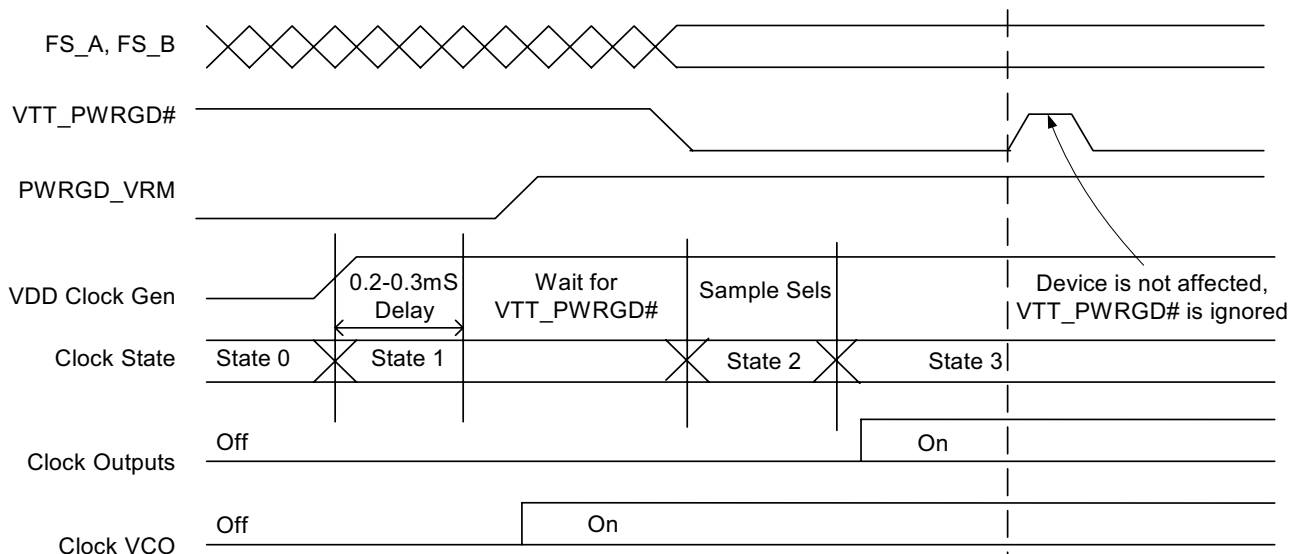 FS_A, FS_B
VTT_PWRGD#
PWRGD_VRM
VDD Clock Gen
0.2-0.3mS
Delay
Wait for
VTT_PWRGD#
Sample Sels
Device is not affected,
VTT_PWRGD# is ignored
Clock State
State 0
State 1
State 2
State 3
Clock Outputs
Off
On
Clock VCO
Off
On